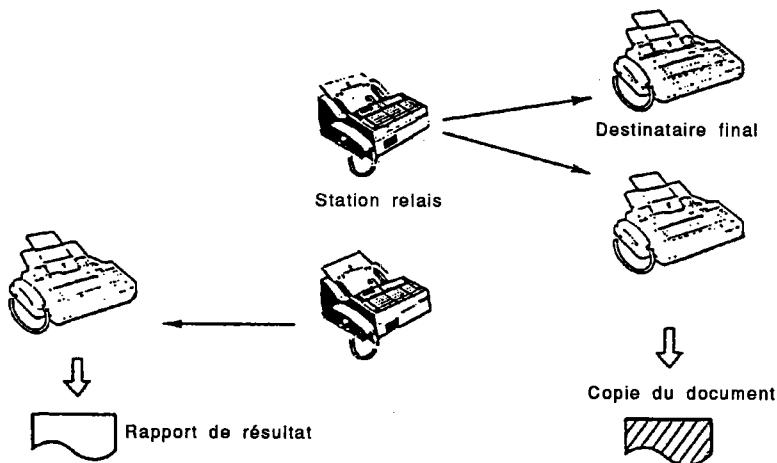 Destinataire final
Station relais
Copie du document
Rapport de résultat